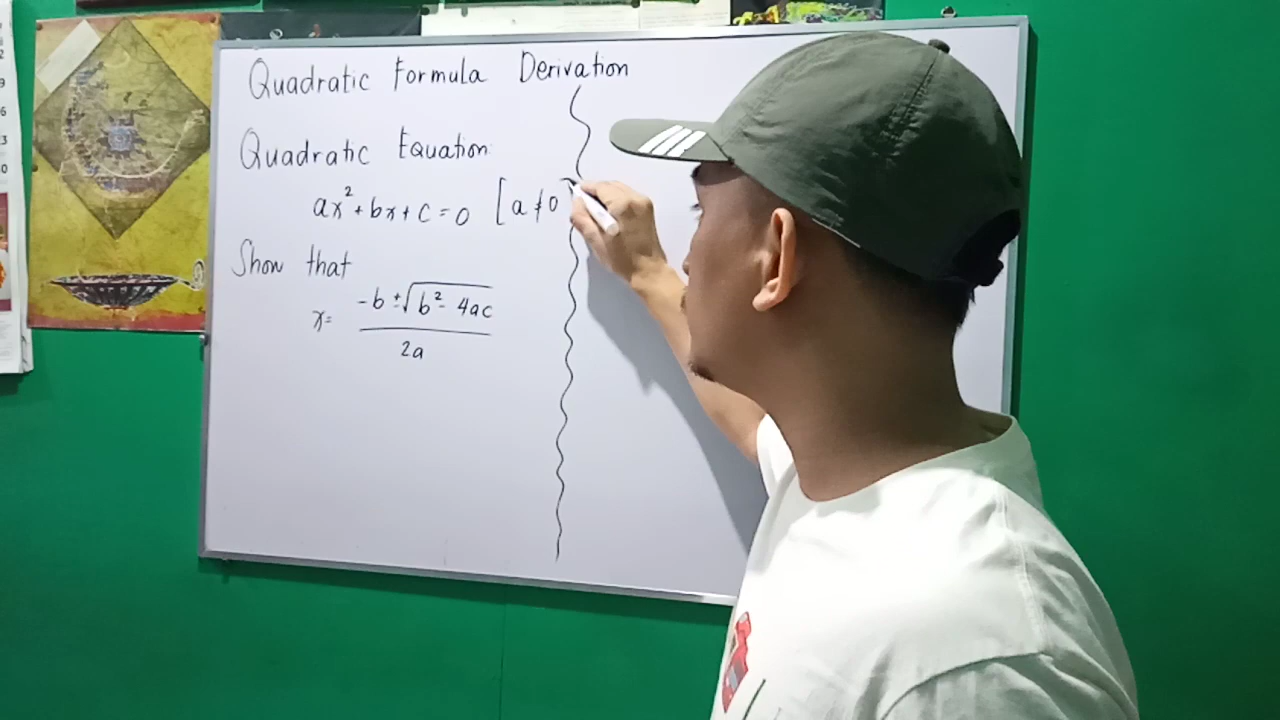 Quadratic Formula Derivation
Quadratic Equation:
ax²+bx+c=0 [a≠0
Show that
x= -b ±√b²-4ac
2a